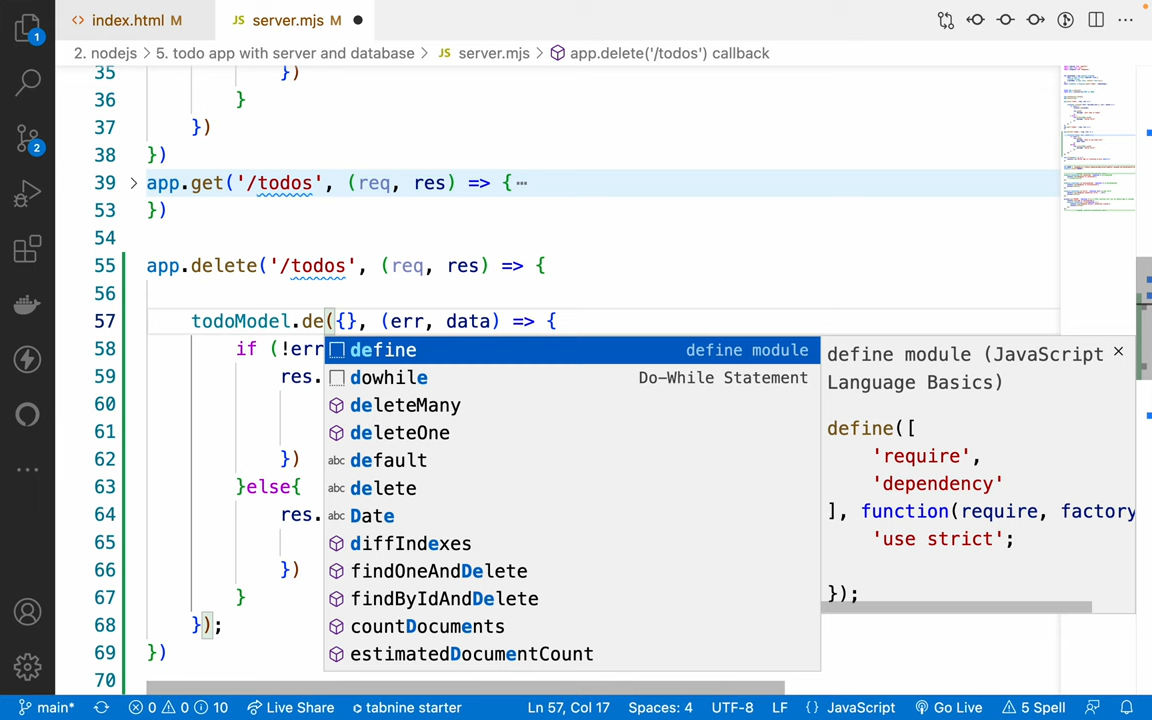 index.html M
JS server.mjs M
2. nodejs > 5. todo app with server and database > JS server.mjs > app.delete('/todos') callback
1
2
35 })
36 }
37 })
38 })
39 > app.get('/todos', (req, res) => { ⋯
53 })
54
55 app.delete('/todos', (req, res) => {
56
57 todoModel.de({}, (err, data) => {
58 if (!err
59 res.
60
61
62 })
63 }else{
64 res.
65
66 })
67 }
68 });
69 })
70
define define module
dowhile Do-While Statement
deleteMany
deleteOne
abc default
abc delete
abc Date
diffIndexes
findOneAndDelete
findByIdAndDelete
countDocuments
estimatedDocumentCount
define module (JavaScript
Language Basics)
define([
'require',
'dependency'
], function(require, factory
'use strict';
});
main* 0 0 10 Live Share tabnine starter Ln 57, Col 17 Spaces: 4 UTF-8 LF {} JavaScript Go Live 5 Spell